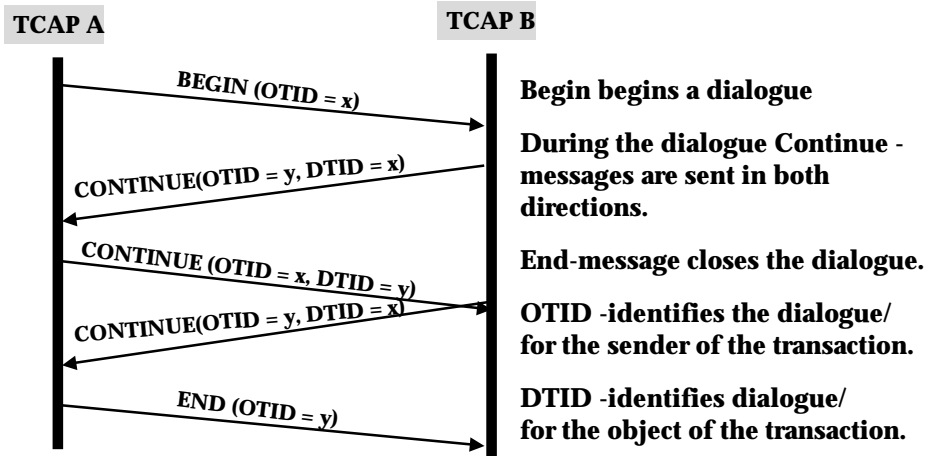 TCAP A
TCAP B
BEGIN (OTID = x)
CONTINUE(OTID = y, DTID = x)
CONTINUE (OTID = x, DTID = y)
CONTINUE(OTID = y, DTID = x)
END (OTID = y)
Begin begins a dialogue
During the dialogue Continue -
messages are sent in both
directions.
End-message closes the dialogue.
OTID -identifies the dialogue/
for the sender of the transaction.
DTID -identifies dialogue/
for the object of the transaction.